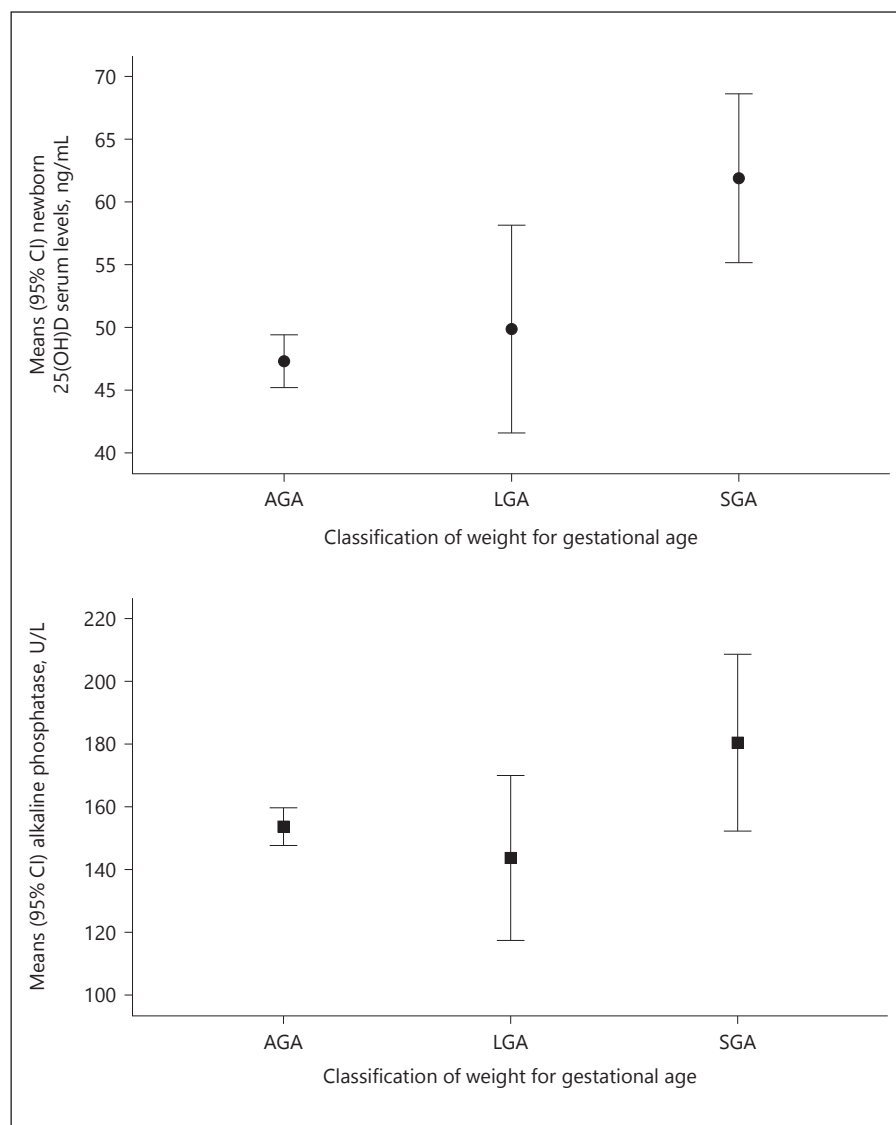 Means (95% CI) newborn
25(OH)D serum levels, ng/mL
70
65
60
55
50
45
40
AGA LGA SGA
Classification of weight for gestational age
Means (95% CI) alkaline phosphatase, U/L
220
200
180
160
140
120
100
AGA LGA SGA
Classification of weight for gestational age